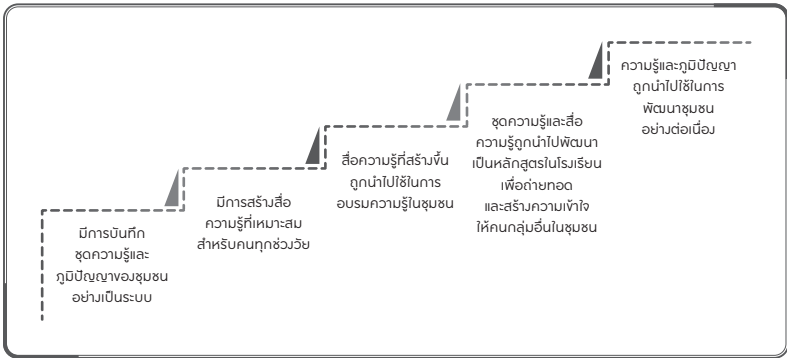 มีการบันทึก
ชุดความรู้และ
ภูมิปัญญาของชุมชน
อย่างเป็นระบบ
มีการสร้างสื่อ
ความรู้ที่เหมาะสม
สำหรับคนทุกช่วงวัย
สื่อความรู้ที่สร้างขึ้น
ถูกนำไปใช้ในการ
อบรมความรู้ในชุมชน
ชุดความรู้และสื่อ
ความรู้ถูกนำไปพัฒนา
เป็นหลักสูตรในโรงเรียน
เพื่อถ่ายทอด
และสร้างความเข้าใจ
ให้คนกลุ่มอื่นในชุมชน
ความรู้และภูมิปัญญา
ถูกนำไปใช้ในการ
พัฒนาชุมชน
อย่างต่อเนื่อง